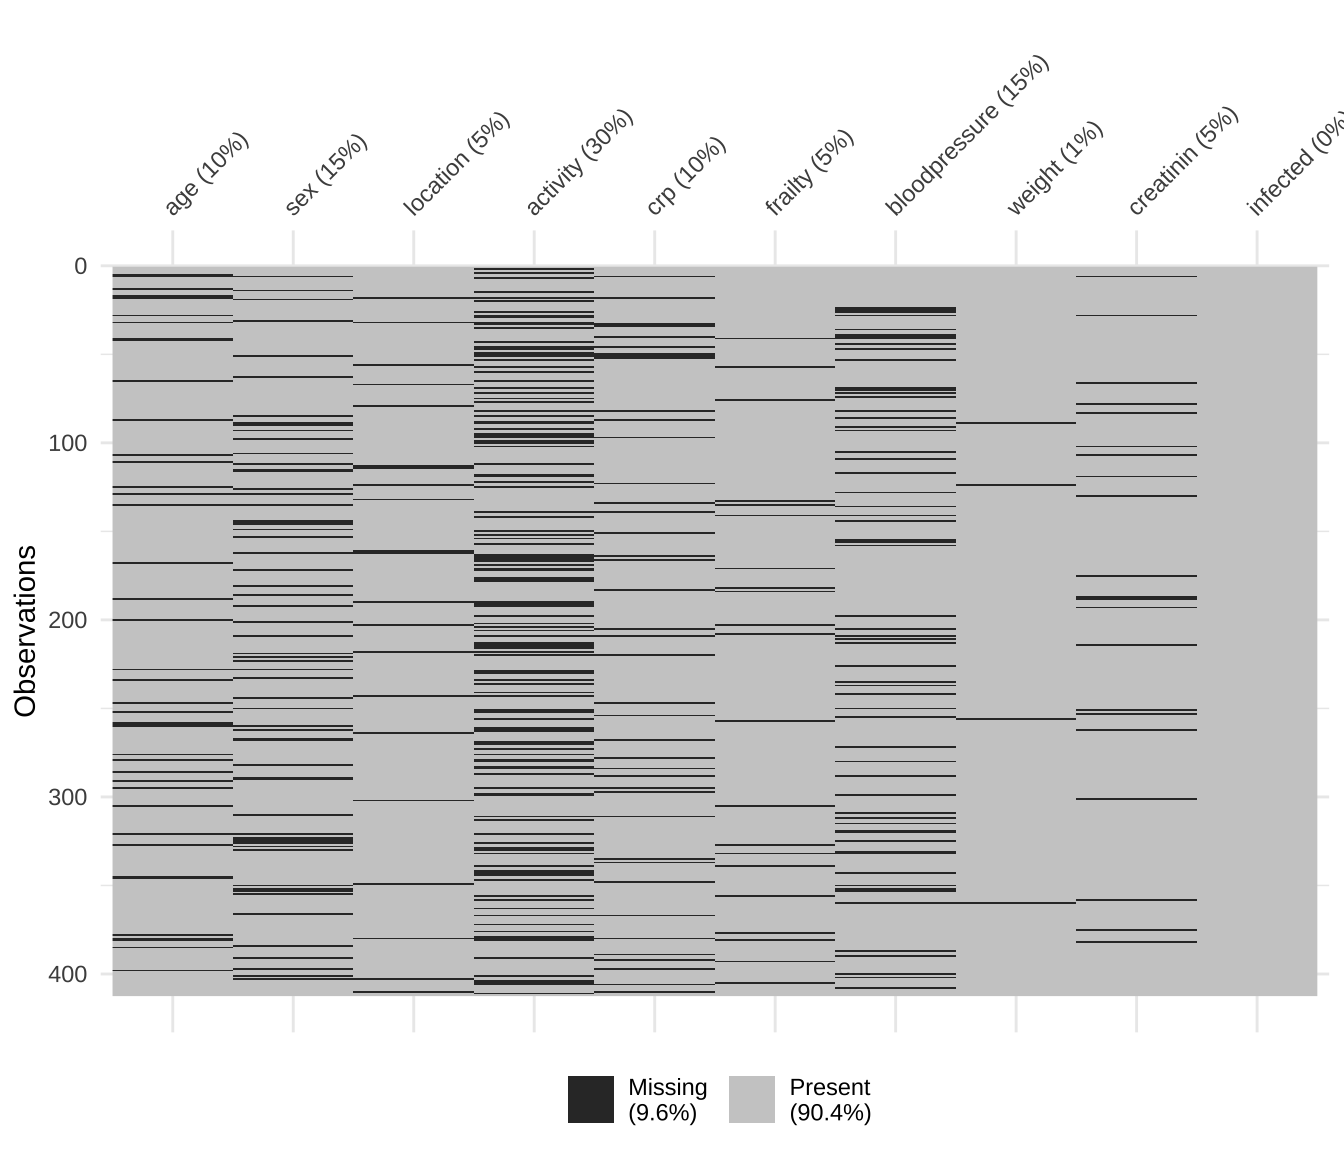 age (10%)
sex (15%)
location (5%)
activity (30%)
crp (10%)
frailty (5%)
bloodpressure (15%)
weight (1%)
creatinin (5%)
infected (0%
0
100
200
300
400
Observations
Missing
(9.6%)
Present
(90.4%)